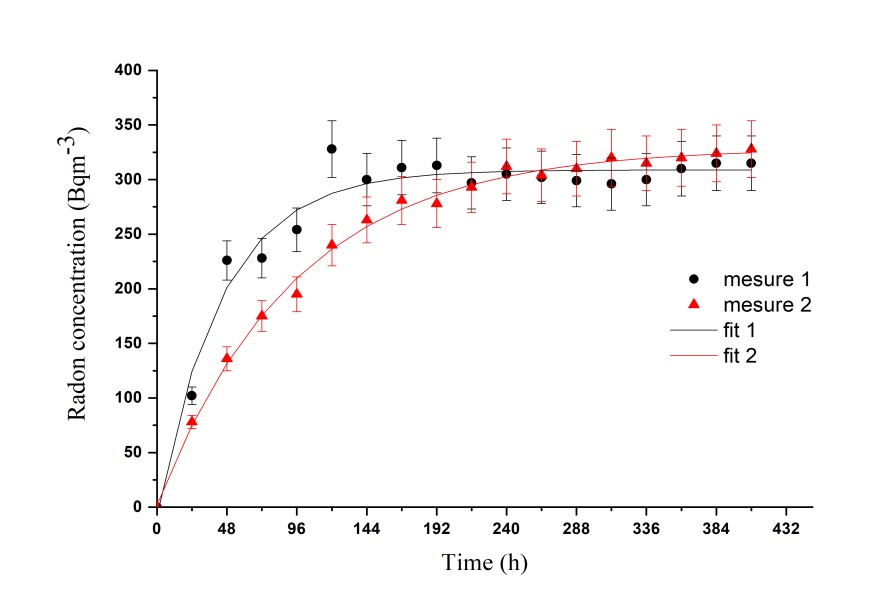 400
350
300
250
200
150
100
50
0
Radon concentration (Bqm⁻³)
mesure 1
mesure 2
fit 1
fit 2
0 48 96 144 192 240 288 336 384 432
Time (h)